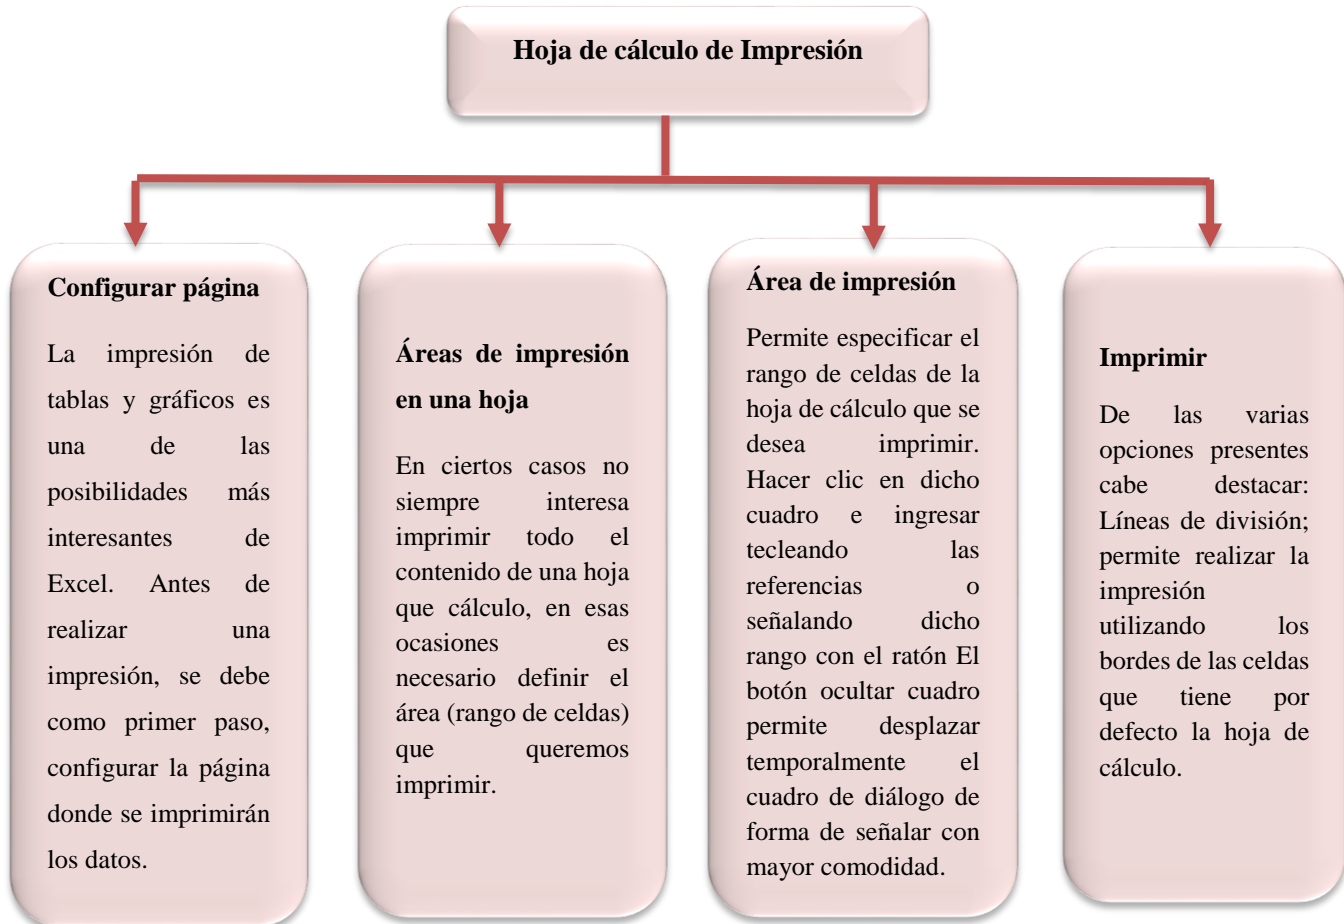 Hoja de cálculo de Impresión
Configurar página
La impresión de
tablas y gráficos es
una de las
posibilidades más
interesantes de
Excel. Antes de
realizar una
impresión, se debe
como primer paso,
configurar la página
donde se imprimirán
los datos.
Áreas de impresión
en una hoja
En ciertos casos no
siempre interesa
imprimir todo el
contenido de una hoja
que cálculo, en esas
ocasiones es
necesario definir el
área (rango de celdas)
que queremos
imprimir.
Área de impresión
Permite especificar el
rango de celdas de la
hoja de cálculo que se
desea imprimir.
Hacer clic en dicho
cuadro e ingresar
tecleando las
referencias o
señalando dicho
rango con el ratón El
botón ocultar cuadro
permite desplazar
temporalmente el
cuadro de diálogo de
forma de señalar con
mayor comodidad.
Imprimir
De las varias
opciones presentes
cabe destacar:
Líneas de división;
permite realizar la
impresión
utilizando los
bordes de las celdas
que tiene por
defecto la hoja de
cálculo.